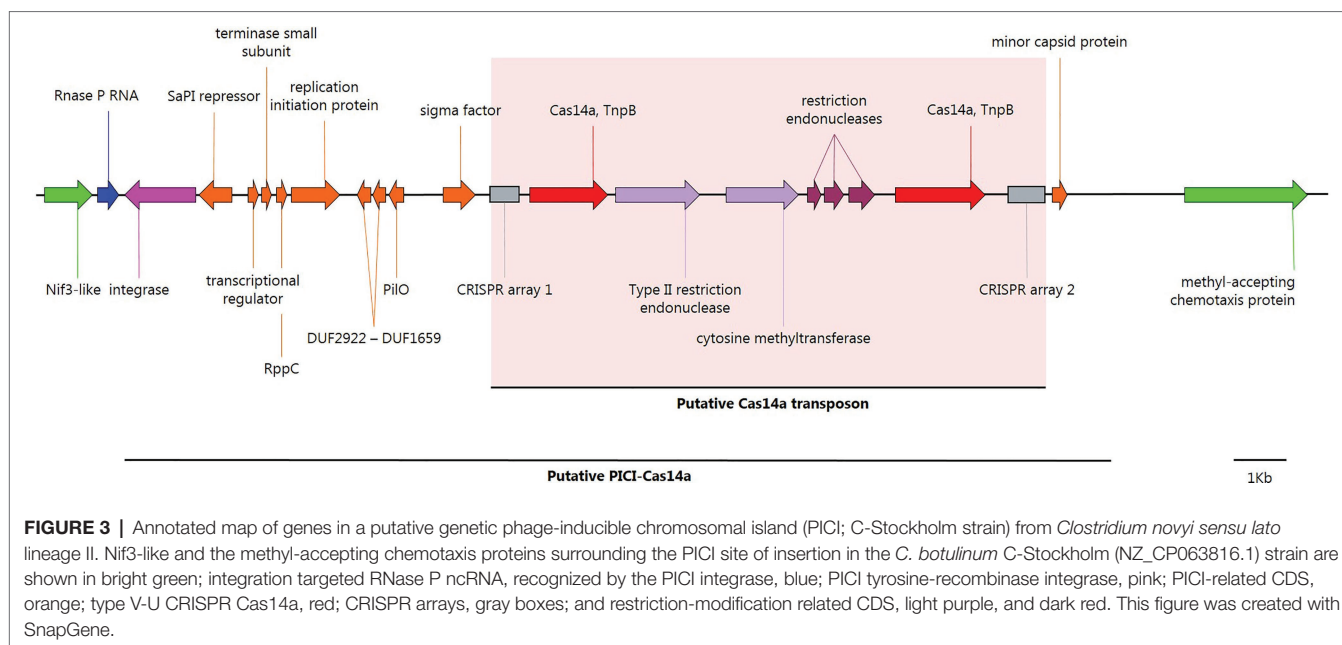 terminase small
subunit
minor capsid protein
Rnase P RNA
SaPI repressor
replication
initiation protein
sigma factor
Cas14a, TnpB
restriction
endonucleases
Cas14a, TnpB
Nif3-like
integrase
transcriptional
regulator
RppC
DUF2922 – DUF1659
PilO
CRISPR array 1
Type II restriction
endonuclease
cytosine methyltransferase
CRISPR array 2
methyl-accepting
chemotaxis protein
Putative Cas14a transposon
Putative PICI-Cas14a
1Kb
FIGURE 3 | Annotated map of genes in a putative genetic phage-inducible chromosomal island (PICI; C-Stockholm strain) from Clostridium novyi sensu lato
lineage II. Nif3-like and the methyl-accepting chemotaxis proteins surrounding the PICI site of insertion in the C. botulinum C-Stockholm (NZ_CP063816.1) strain are
shown in bright green; integration targeted RNase P ncRNA, recognized by the PICI integrase, blue; PICI tyrosine-recombinase integrase, pink; PICI-related CDS,
orange; type V-U CRISPR Cas14a, red; CRISPR arrays, gray boxes; and restriction-modification related CDS, light purple, and dark red. This figure was created with
SnapGene.